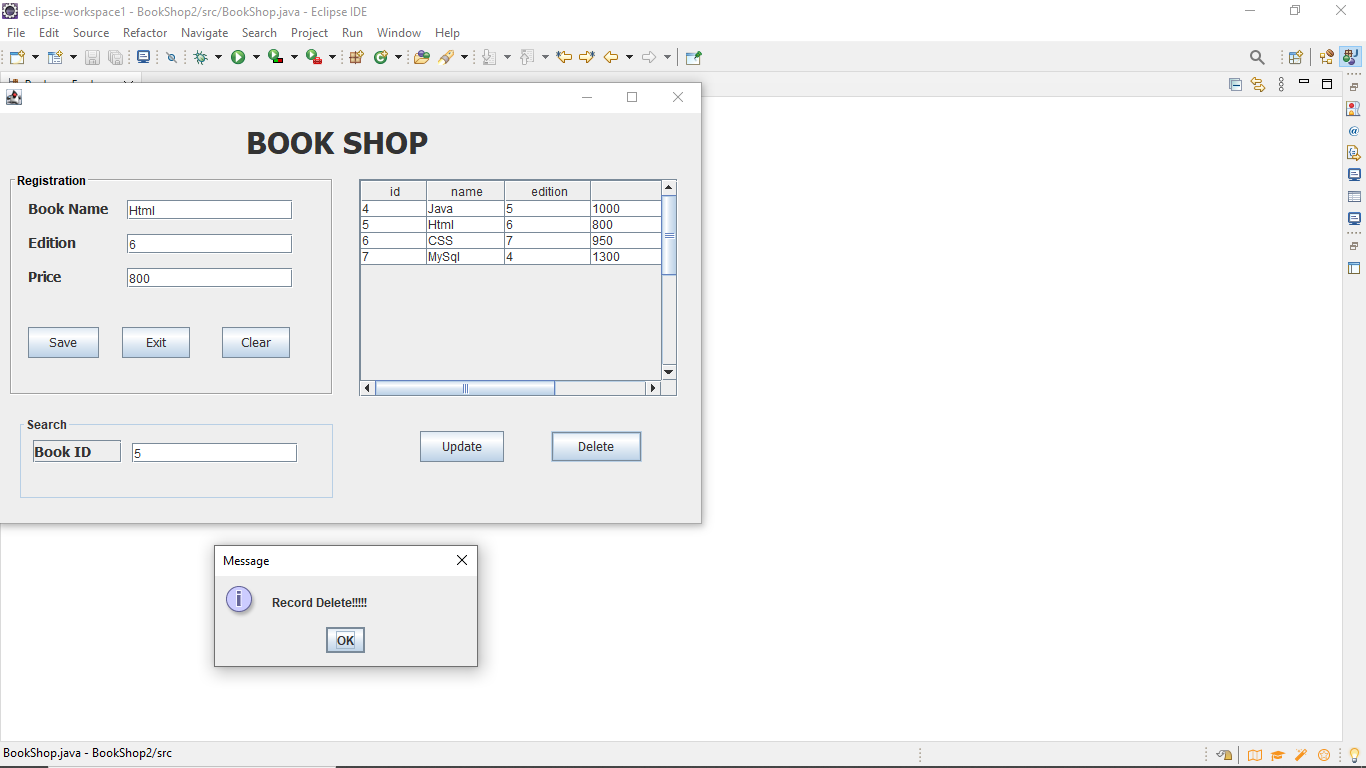 eclipse-workspace1 - BookShop2/src/BookShop.java - Eclipse IDE
File Edit Source Refactor Navigate Search Project Run Window Help
BOOK SHOP
Registration
Book Name Html
Edition 6
Price 800
Save Exit Clear
id name edition
4 Java 5 1000
5 Html 6 800
6 CSS 7 950
7 MySql 4 1300
Search
Book ID 5
Update Delete
Message
Record Delete!!!!!
OK
BookShop.java - BookShop2/src